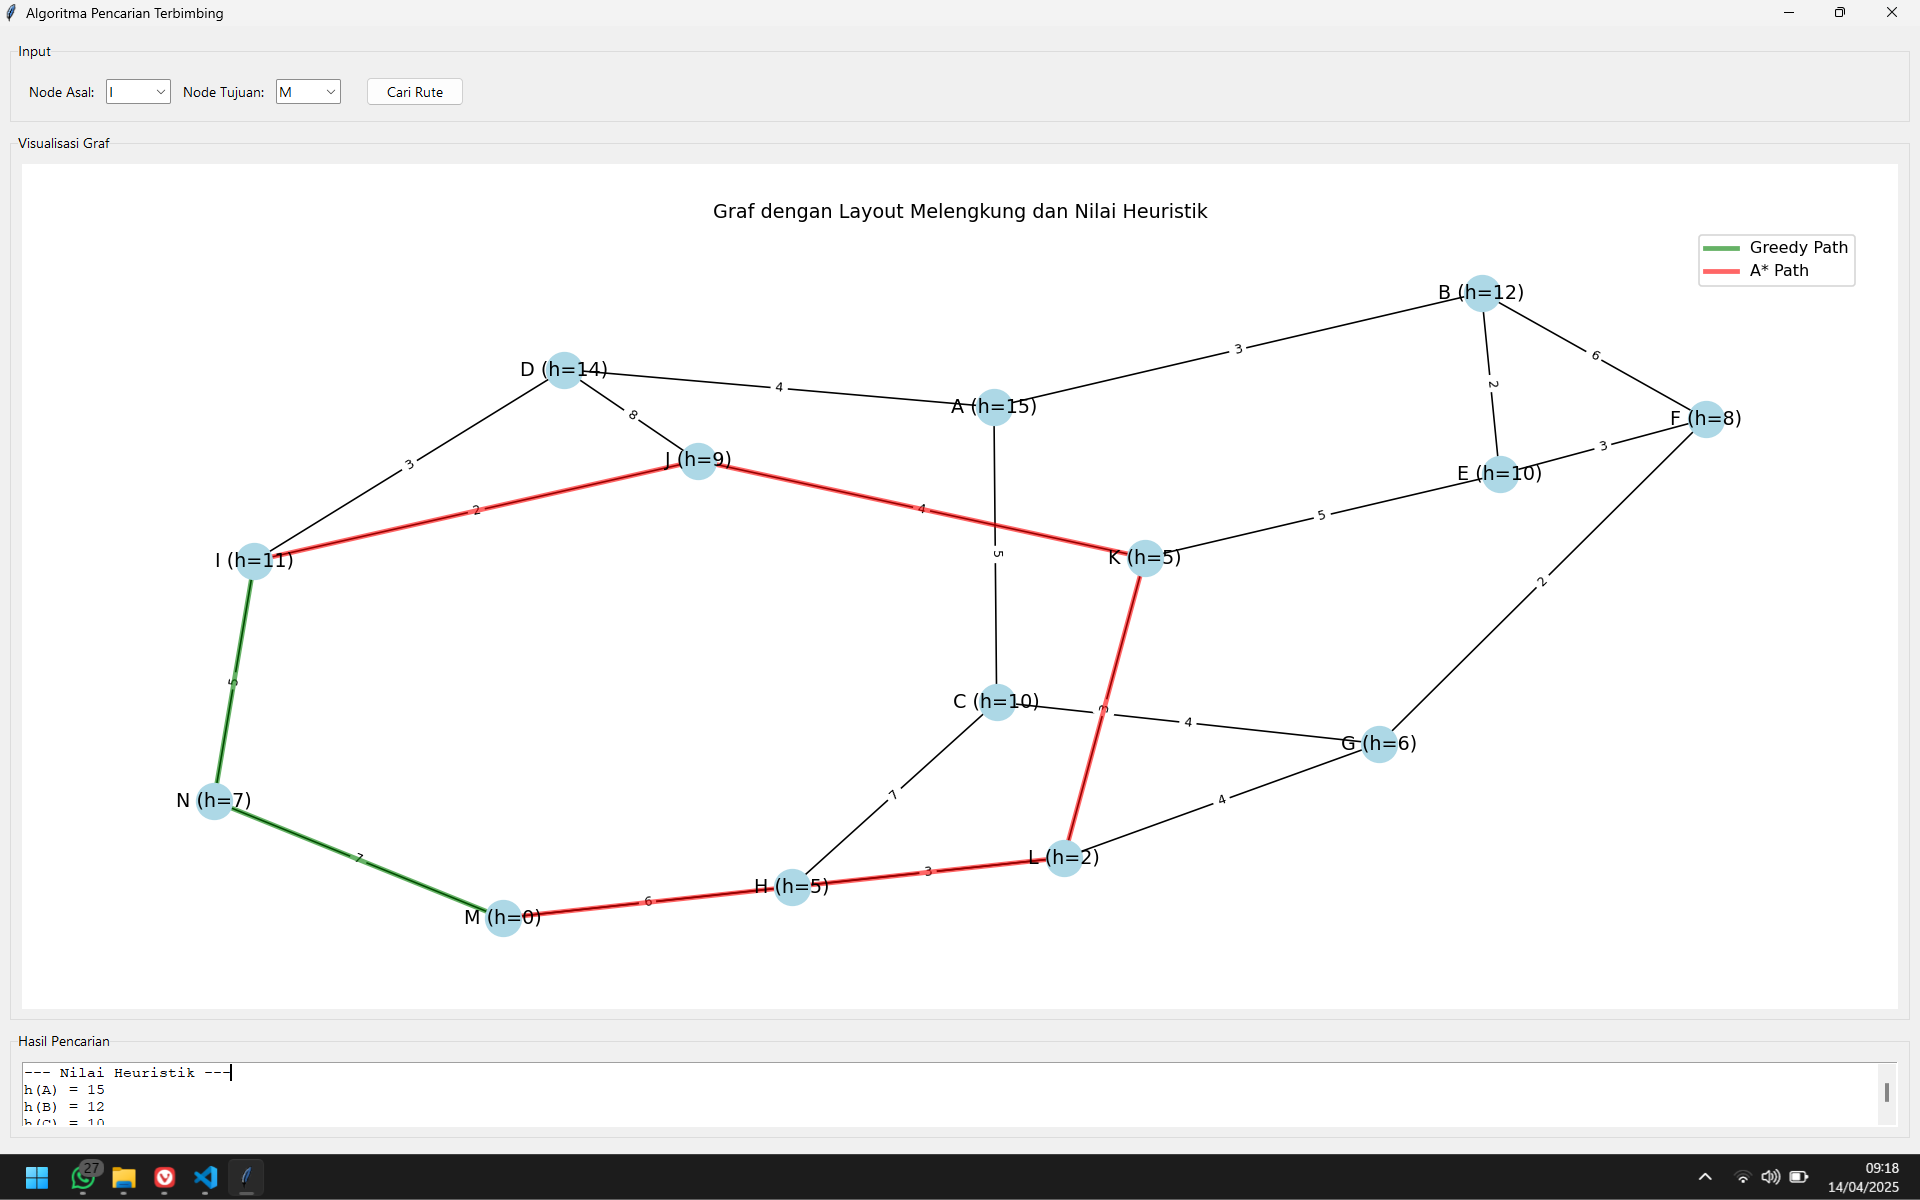 Algoritma Pencarian Terbimbing
Input
Node Asal: I Node Tujuan: M Cari Rute
Visualisasi Graf
Graf dengan Layout Melengkung dan Nilai Heuristik
Greedy Path
A* Path
B (h=12)
3
6
D (h=14)
4
2
A (h=15)
8
F (h=8)
3
J (h=9)
3
E (h=10)
2
4
5
I (h=11)
5
K (h=5)
2
5
C (h=10)
3
4
G (h=6)
7
4
N (h=7)
7
L (h=2)
3
H (h=5)
6
M (h=0)
Hasil Pencarian
--- Nilai Heuristik ---
h(A) = 15
h(B) = 12
h(C) = 10
27
09:18
14/04/2025